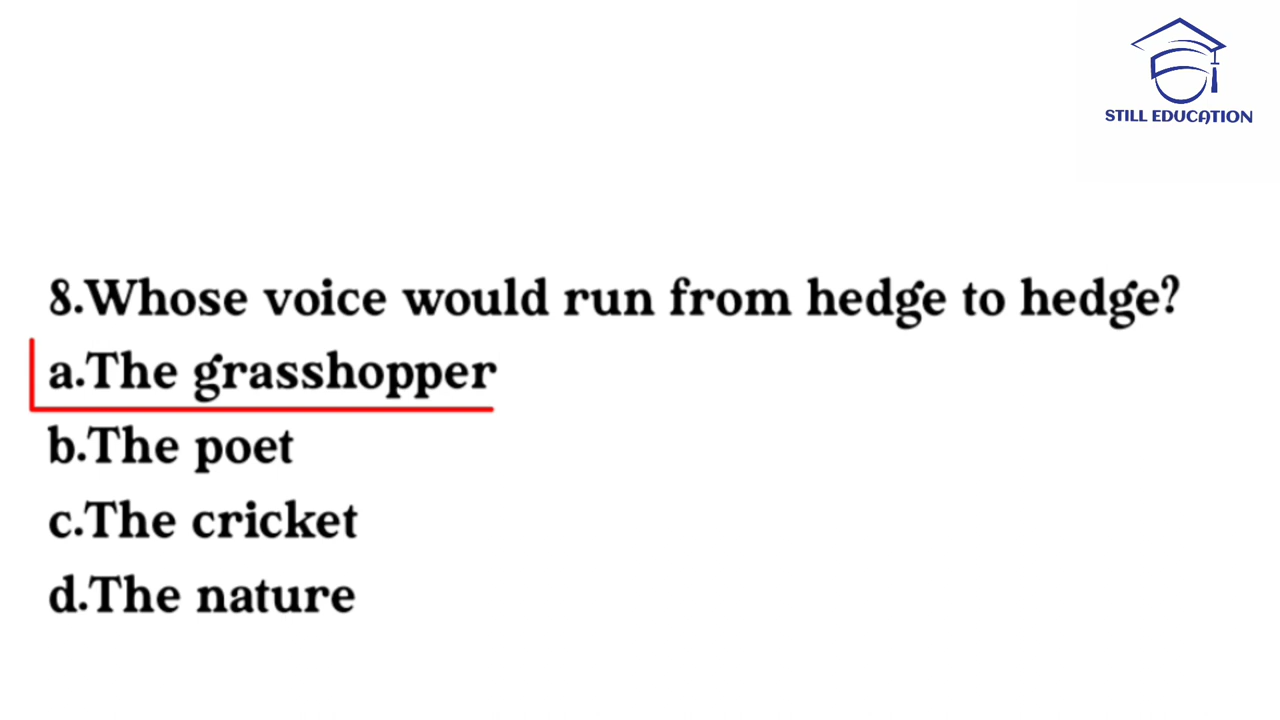 STILL EDUCATION
8.Whose voice would run from hedge to hedge?
a.The grasshopper
b.The poet
c.The cricket
d.The nature